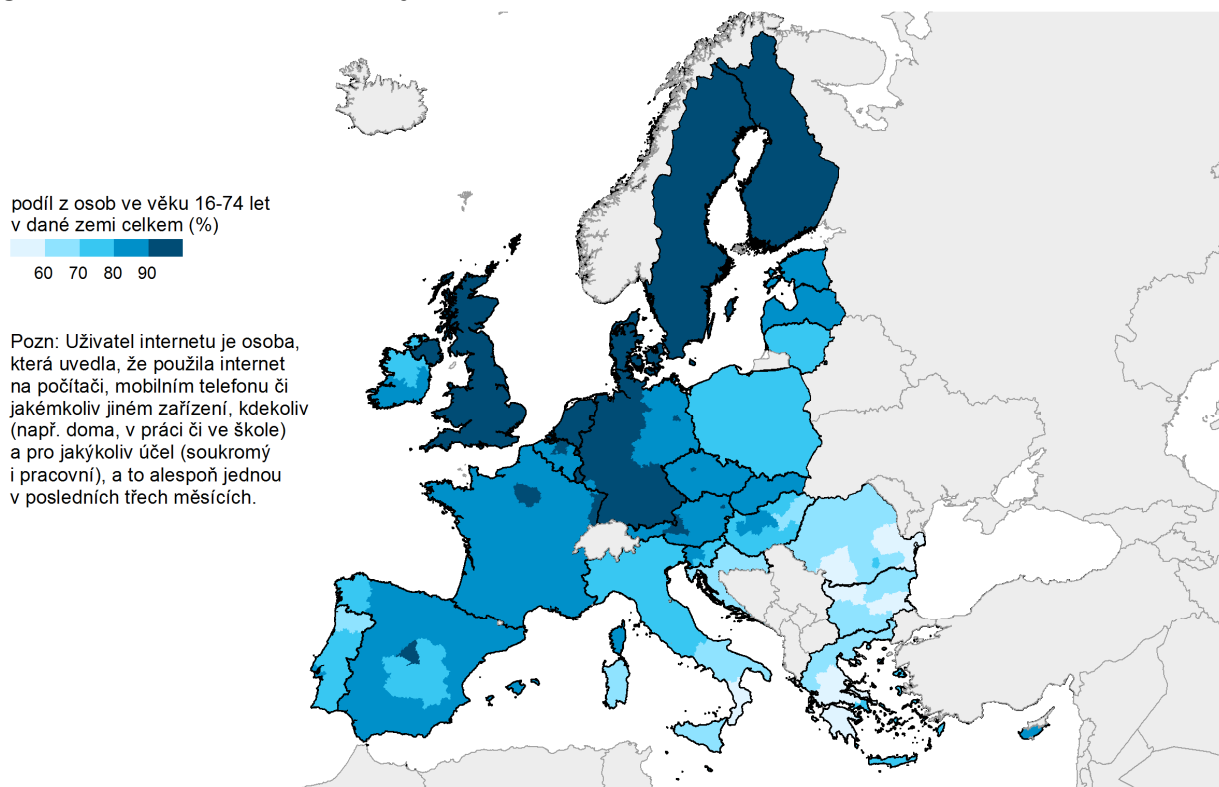 podíl z osob ve věku 16-74 let
v dané zemi celkem (%)
60 70 80 90
Pozn: Uživatel internetu je osoba,
která uvedla, že použila internet
na počítači, mobilním telefonu či
jakémkoliv jiném zařízení, kdekoliv
(např. doma, v práci či ve škole)
a pro jakýkoliv účel (soukromý
i pracovní), a to alespoň jednou
v posledních třech měsících.